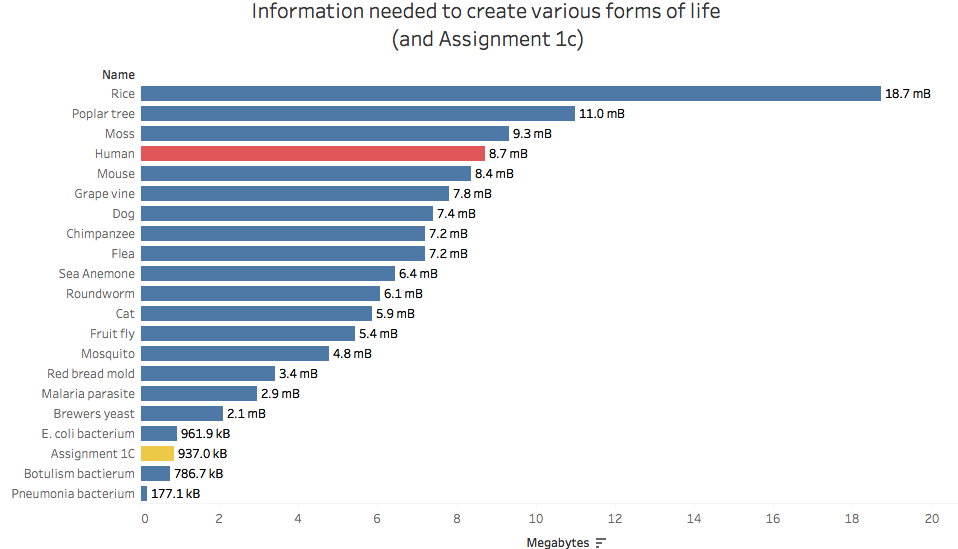 Information needed to create various forms of life
(and Assignment 1c)
Name
Rice 18.7 mB
Poplar tree 11.0 mB
Moss 9.3 mB
Human 8.7 mB
Mouse 8.4 mB
Grape vine 7.8 mB
Dog 7.4 mB
Chimpanzee 7.2 mB
Flea 7.2 mB
Sea Anemone 6.4 mB
Roundworm 6.1 mB
Cat 5.9 mB
Fruit fly 5.4 mB
Mosquito 4.8 mB
Red bread mold 3.4 mB
Malaria parasite 2.9 mB
Brewers yeast 2.1 mB
E. coli bacterium 961.9 kB
Assignment 1C 937.0 kB
Botulism bactierum 786.7 kB
Pneumonia bacterium 177.1 kB
0 2 4 6 8 10 12 14 16 18 20
Megabytes